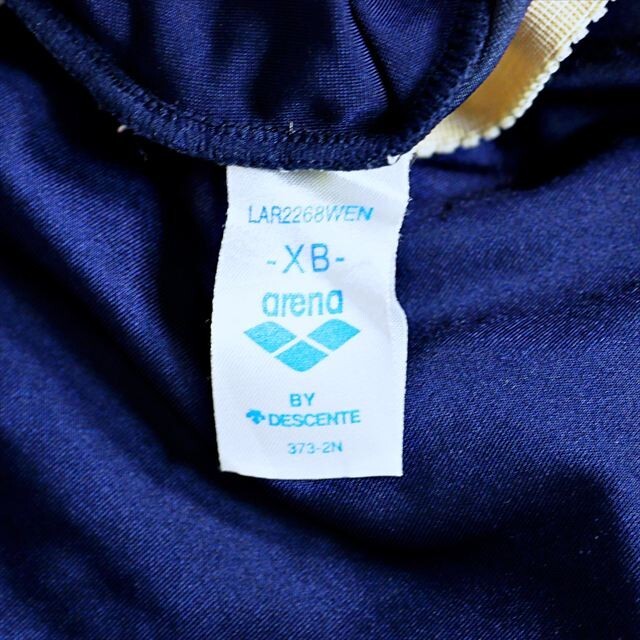 LAR2268WEN
-XB-
arena
BY
DESCENTE
373-2N